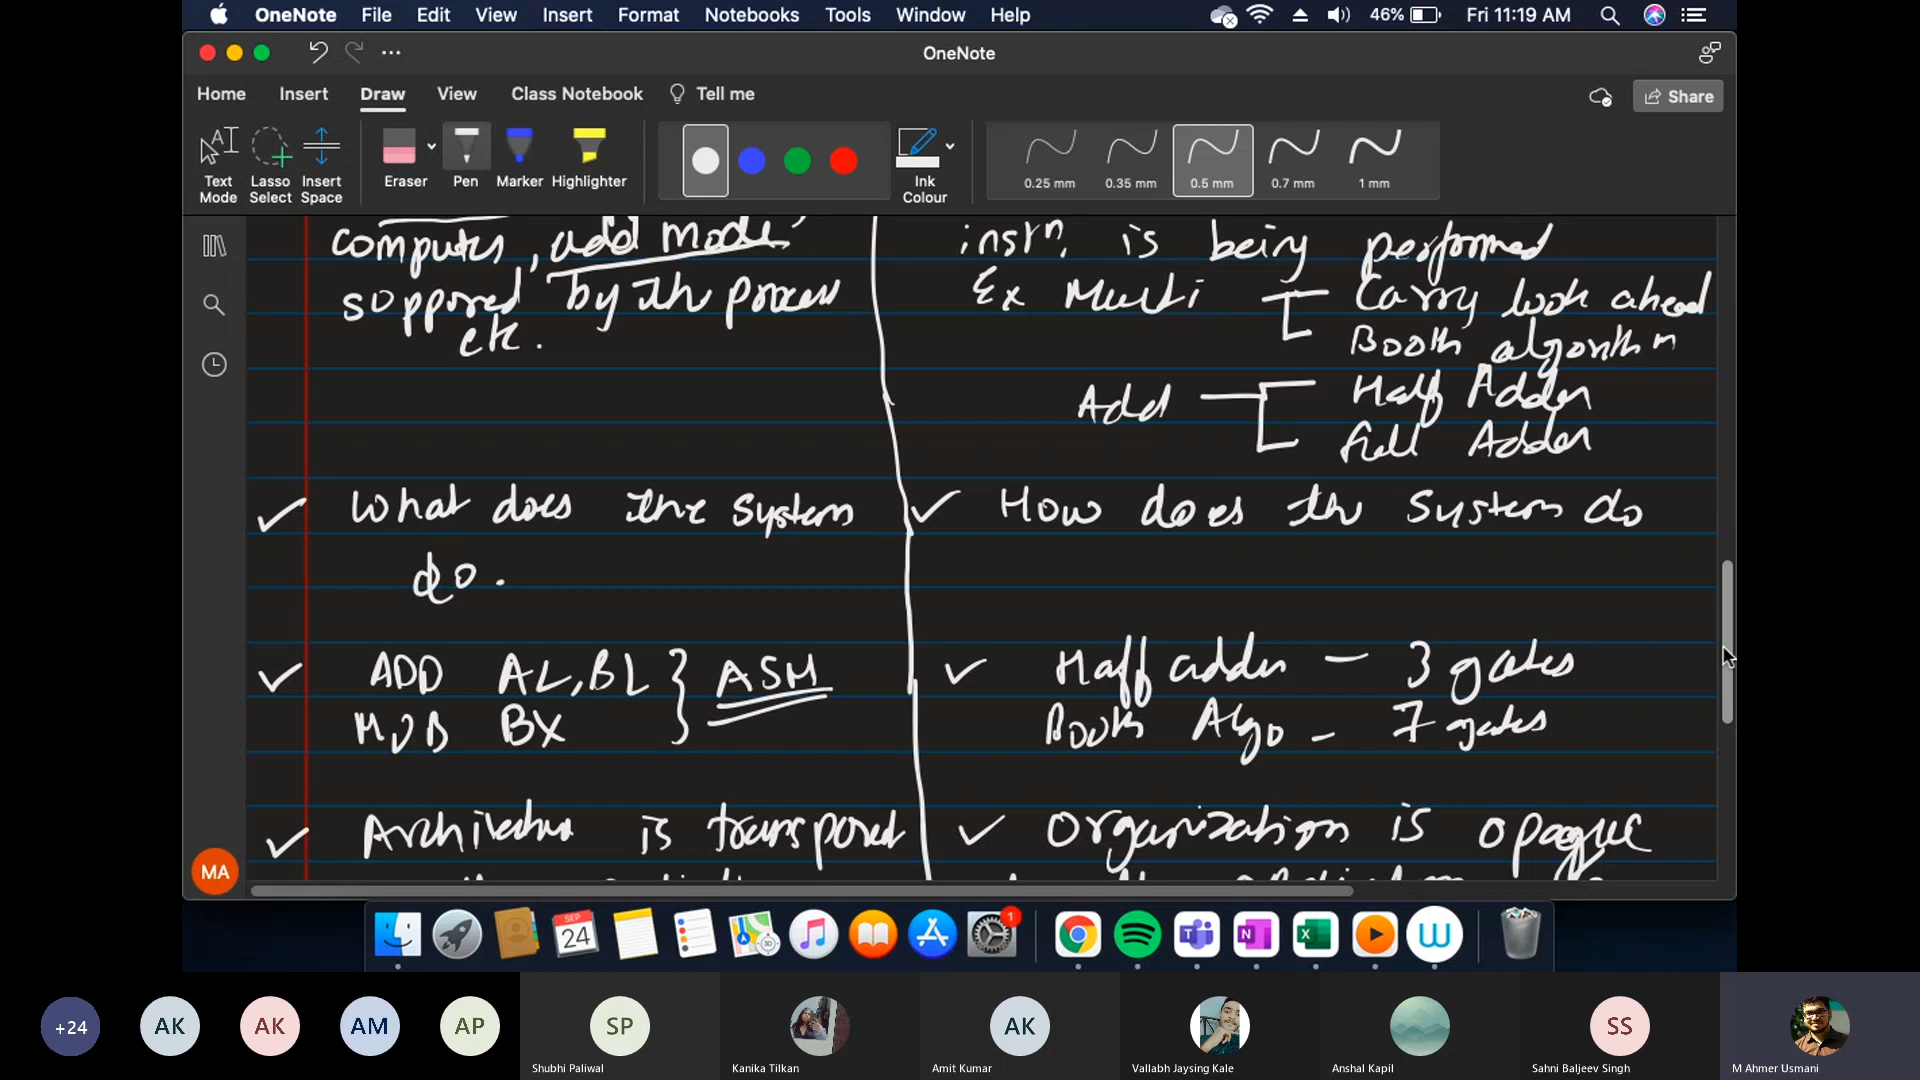 OneNote File Edit View Insert Format Notebooks Tools Window Help 46% Fri 11:19 AM
OneNote
Home Insert Draw View Class Notebook Tell me Share
Text Mode Lasso Select Insert Space Eraser Pen Marker Highlighter Ink Colour 0.25 mm 0.35 mm 0.5 mm 0.7 mm 1 mm
computer, add mode
supported by the process
etc.
instn. is being performed
Ex Multi Carry look ahead
Booth algorithm
Add Half Adder
Full Adder
What does the system
do.
How does the system do
ADD AL, BL } ASM
BX
Half adder - 3 gates
Booth Algo - 7 gates
Architecture is
Organization is opaque
MA
SEP
24
1
+24 AK AK AM AP SP AK SS
Shubhi Paliwal Kanika Tilkan Amit Kumar Vallabh Jaysing Kale Anshal Kapil Sahni Baljeev Singh M Ahmer Usmani